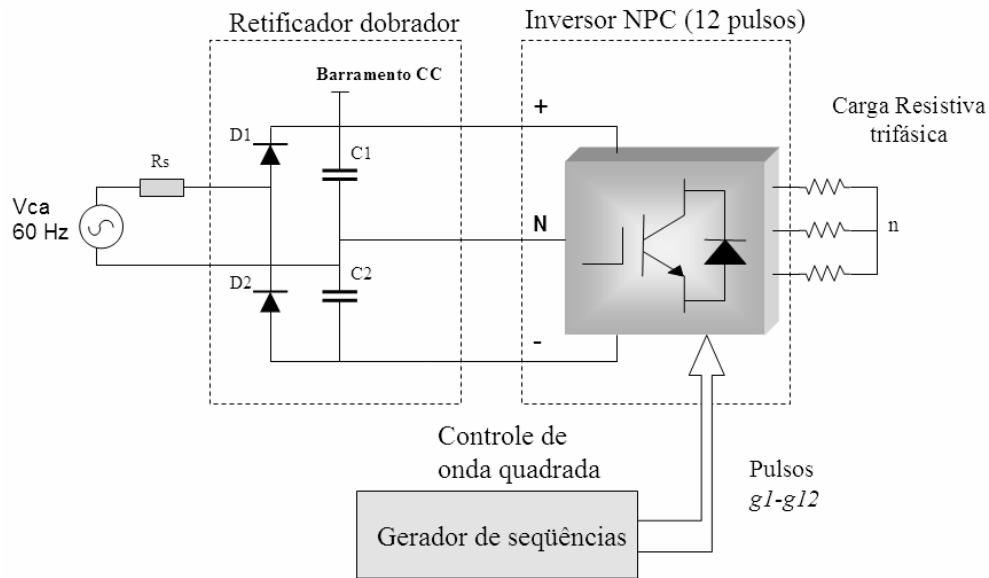 Retificador dobrador
Inversor NPC (12 pulsos)
Barramento CC
+
Carga Resistiva
trifásica
D1
C1
Rs
Vca
60 Hz
N
n
D2
C2
-
Controle de
onda quadrada
Pulsos
g1-g12
Gerador de seqüências